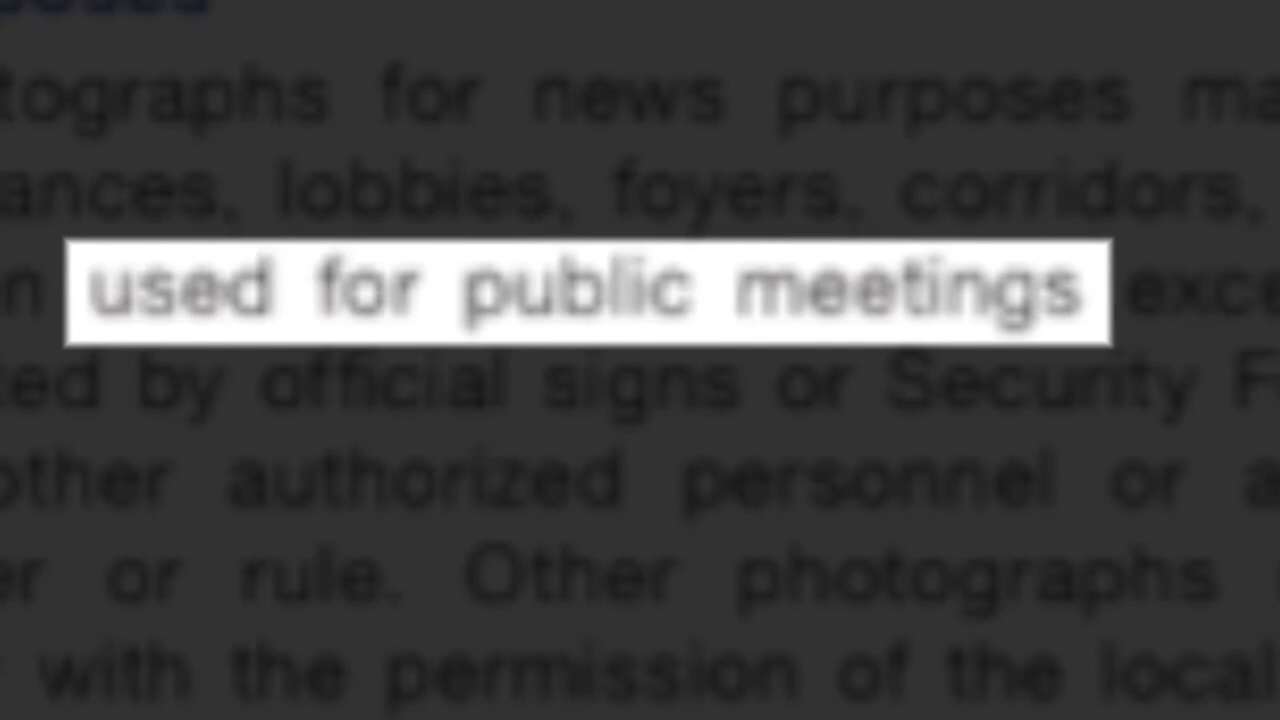 tographs for news purposes ma
ances, lobbies, foyers, corridors,
n used for public meetings exce
ted by official signs or Security F
other authorized personnel or a
er or rule. Other photographs
with the permission of the local